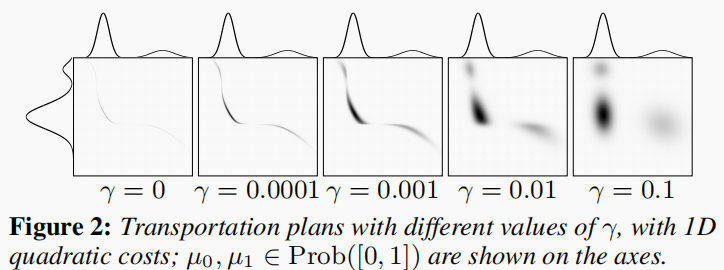 γ = 0 γ = 0.0001 γ = 0.001 γ = 0.01 γ = 0.1
Figure 2: Transportation plans with different values of γ, with 1D
quadratic costs; μ₀, μ₁ ∈ Prob([0, 1]) are shown on the axes.